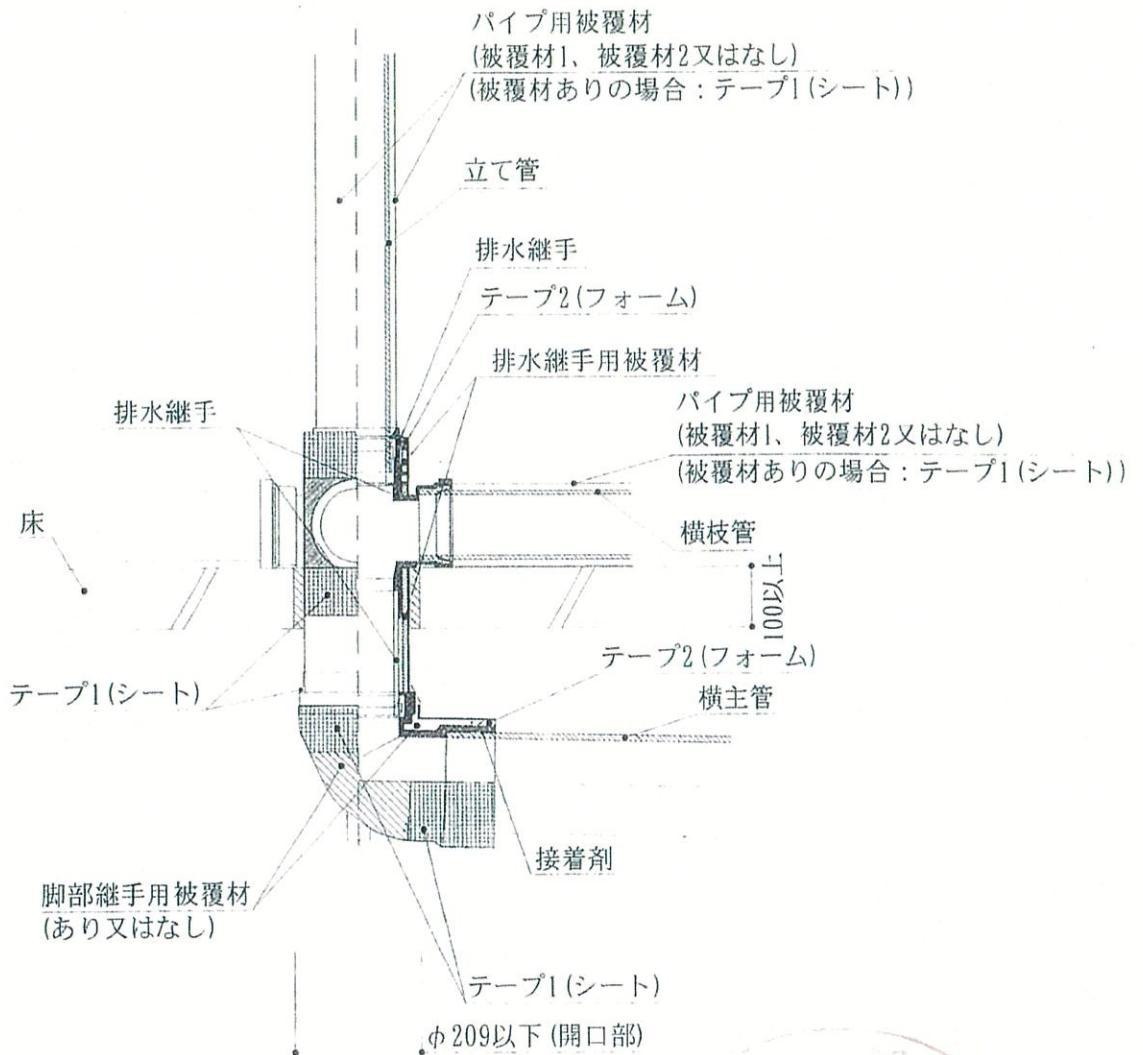 パイプ用被覆材
(被覆材1、被覆材2又はなし)
(被覆材ありの場合：テープ1(シート))
立て管
排水継手
テープ2(フォーム)
排水継手用被覆材
排水継手
パイプ用被覆材
(被覆材1、被覆材2又はなし)
(被覆材ありの場合：テープ1(シート))
床
横枝管
テープ2(フォーム)
テープ1(シート)
横主管
接着剤
脚部継手用被覆材
(あり又はなし)
テープ1(シート)
φ209以下(開口部)